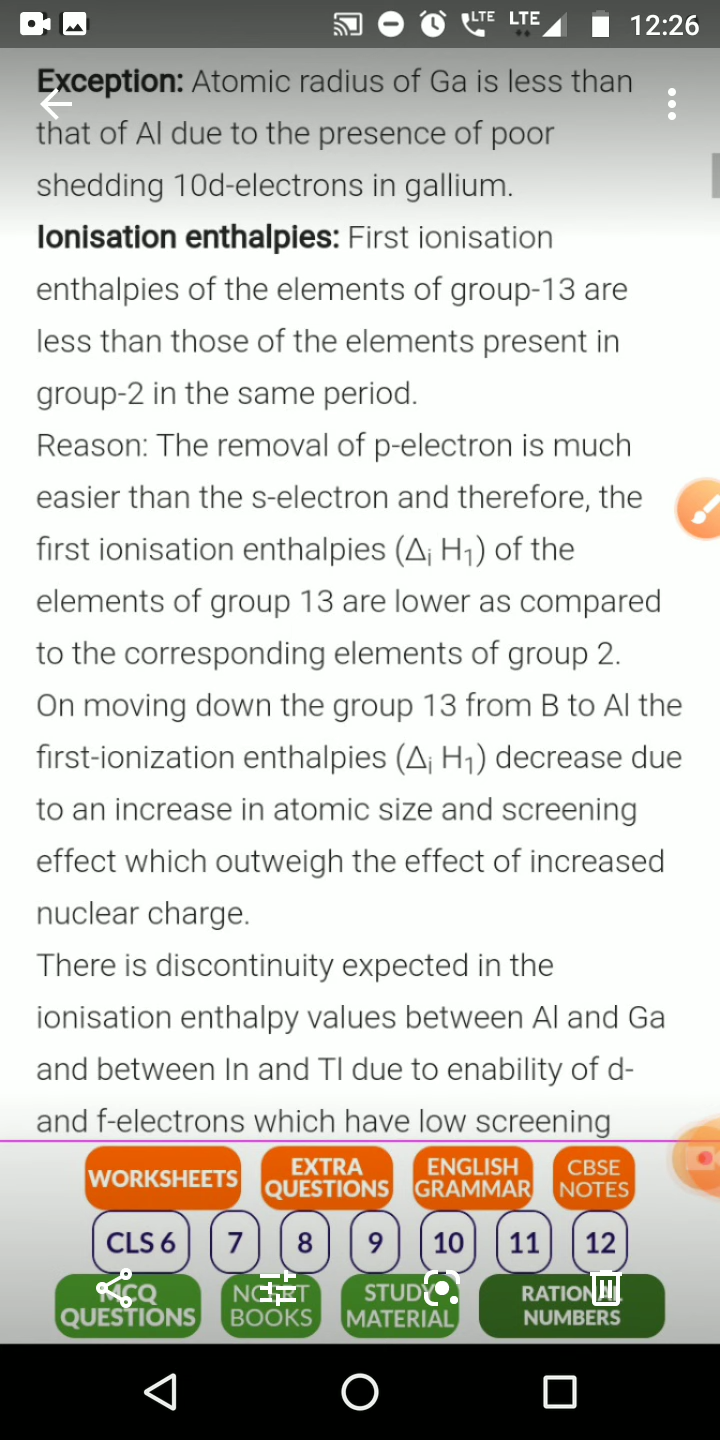 LTE LTE 12:26
Exception: Atomic radius of Ga is less than
that of Al due to the presence of poor
shedding 10d-electrons in gallium.
Ionisation enthalpies: First ionisation
enthalpies of the elements of group-13 are
less than those of the elements present in
group-2 in the same period.
Reason: The removal of p-electron is much
easier than the s-electron and therefore, the
first ionisation enthalpies (Δᵢ H₁) of the
elements of group 13 are lower as compared
to the corresponding elements of group 2.
On moving down the group 13 from B to Al the
first-ionization enthalpies (Δᵢ H₁) decrease due
to an increase in atomic size and screening
effect which outweigh the effect of increased
nuclear charge.
There is discontinuity expected in the
ionisation enthalpy values between Al and Ga
and between In and Tl due to enability of d-
and f-electrons which have low screening
WORKSHEETS
EXTRA
QUESTIONS
ENGLISH
GRAMMAR
CBSE
NOTES
CLS 6 7 8 9 10 11 12
MCQ
QUESTIONS
NCERT
BOOKS
STUDY
MATERIAL
RATIONAL
NUMBERS